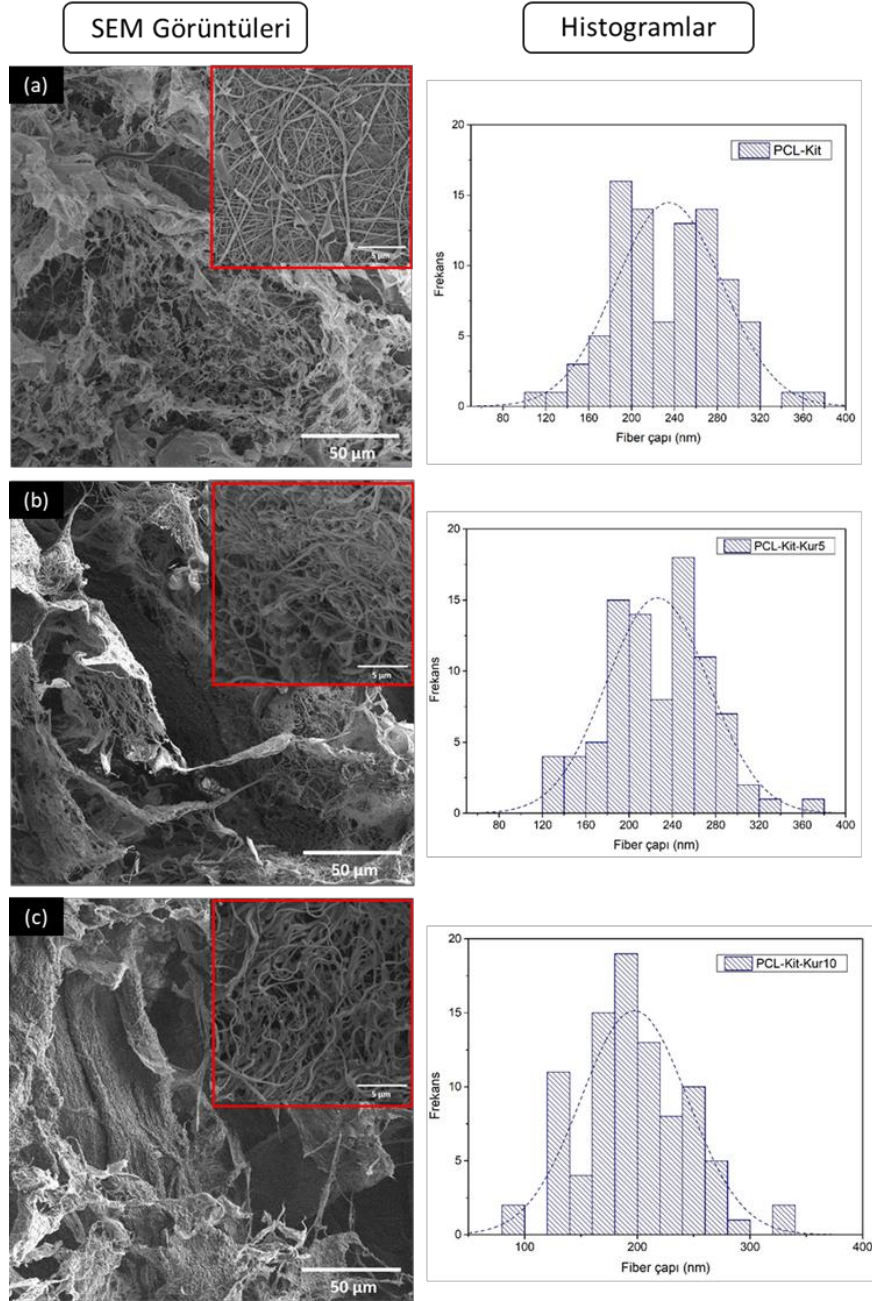 SEM Görüntüleri
Histogramlar
(a)
5 µm
50 µm
20
15
10
5
0
Frekans
PCL-Kit
80 120 160 200 240 280 320 360 400
Fiber çapı (nm)
(b)
5 µm
50 µm
20
15
10
5
0
Frekans
PCL-Kit-Kur5
80 120 160 200 240 280 320 360 400
Fiber çapı (nm)
(c)
5 µm
50 µm
20
15
10
5
0
Frekans
PCL-Kit-Kur10
100 200 300 400
Fiber çapı (nm)